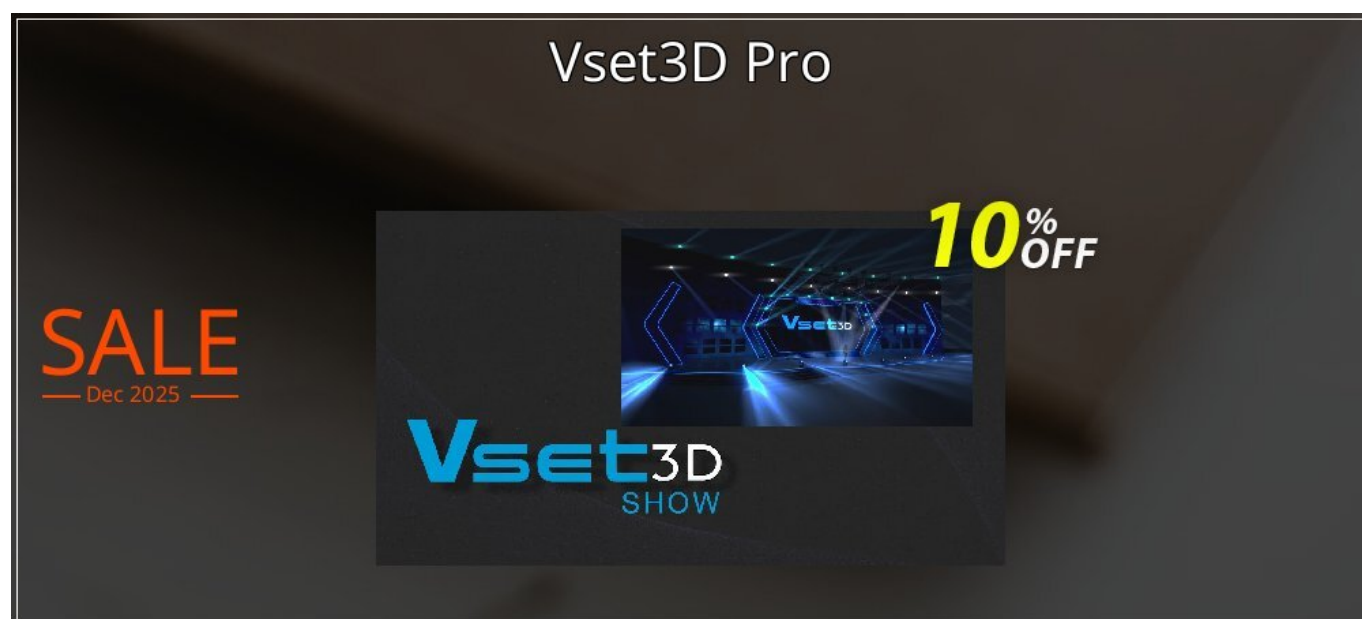 Vset3D Pro
10%
OFF
Vset3D
SALE
Dec 2025
Vset3D
SHOW